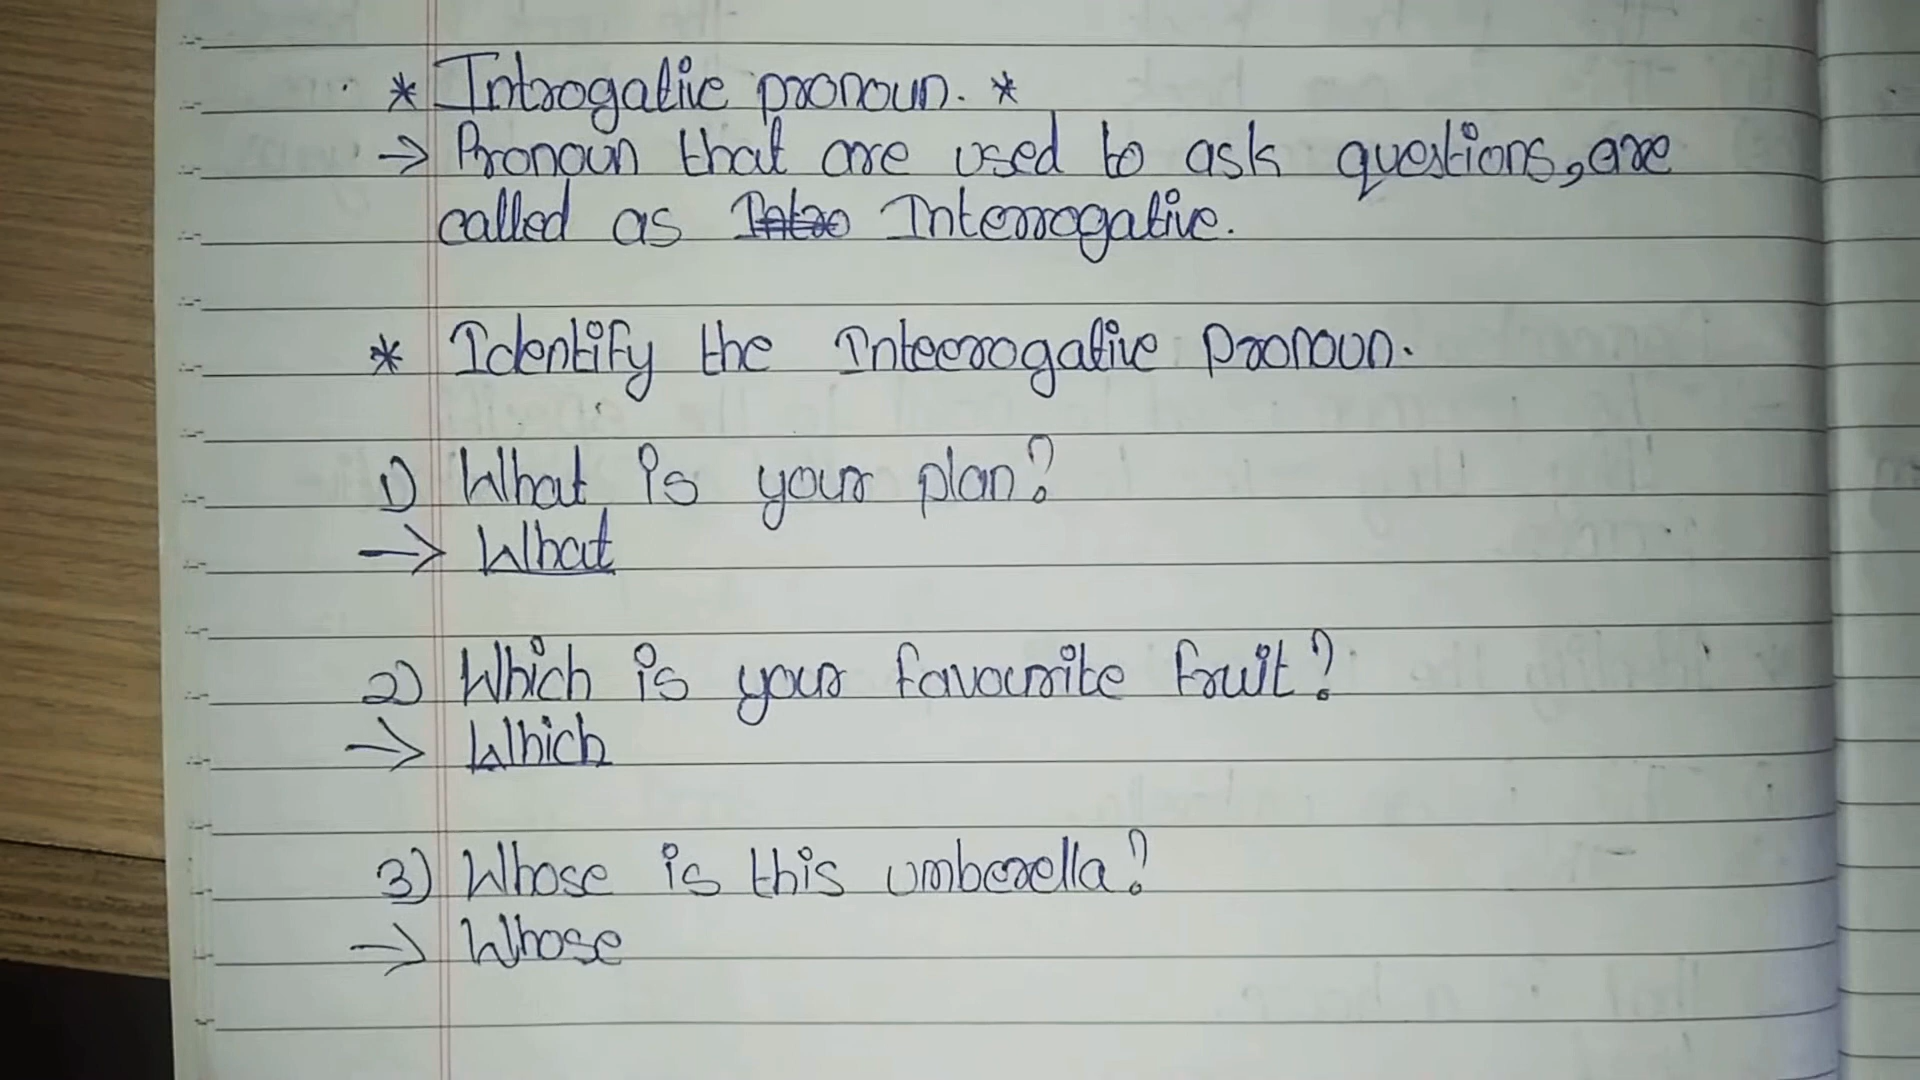 * Introgative pronoun. *
→ Pronoun that are used to ask questions, are
called as Intro Interrogative.
* Identify the Interrogative Pronoun.
1) What is your plan?
→ What
2) Which is your favourite fruit?
→ Which
3) Whose is this umberella?
→ Whose